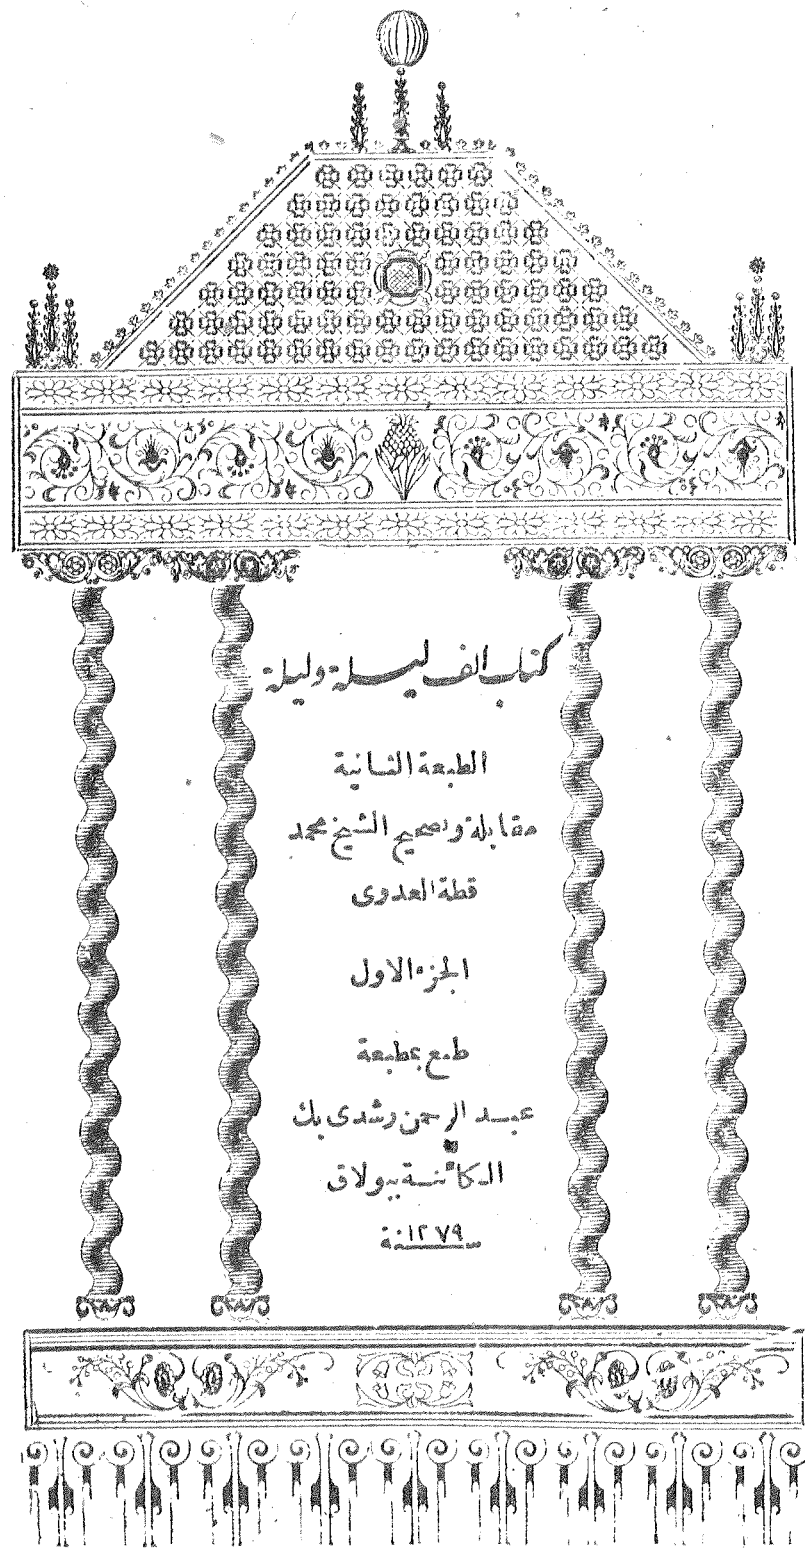 كتاب الف ليلة وليلة
الطبعة الثانية
مقابلة وتصحيح الشيخ محمد
قطة العدوى
الجزء الاول
طبع بمطبعة
عبد الرحمن رشدى بك
الكائنة ببولاق
سنة ١٢٧٩